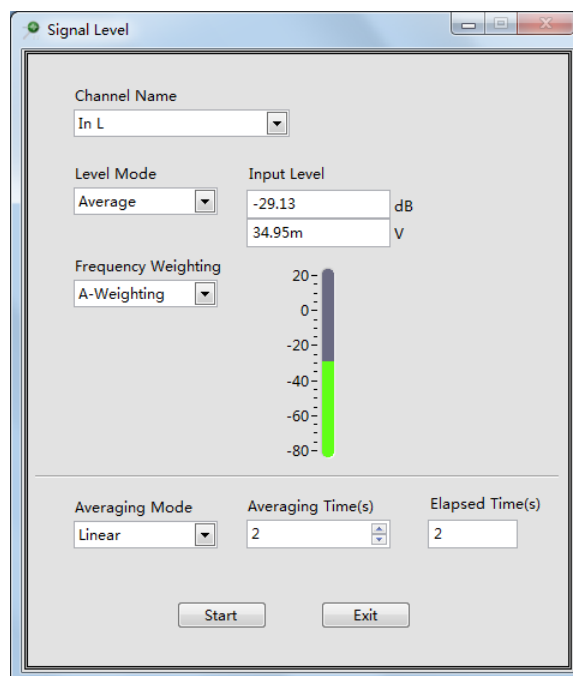 Signal Level
Channel Name
In L
Level Mode Input Level
Average -29.13 dB
34.95m V
Frequency Weighting
A-Weighting
20
0
-20
-40
-60
-80
Averaging Mode Averaging Time(s) Elapsed Time(s)
Linear 2 2
Start Exit